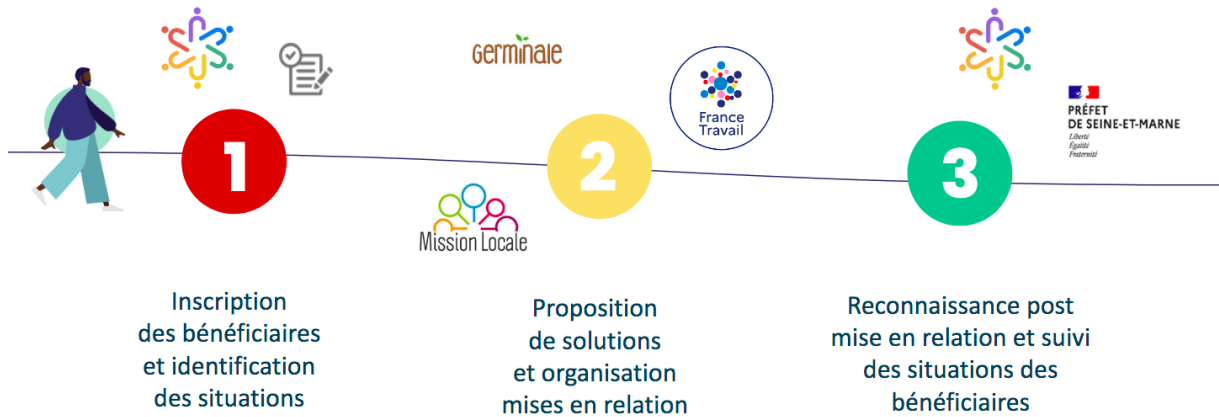 Germinale
France
Travail
PRÉFET
DE SEINE-ET-MARNE
Liberté
Égalité
Fraternité
1
2
3
Mission Locale
Inscription
des bénéficiaires
et identification
des situations
Proposition
de solutions
et organisation
mises en relation
Reconnaissance post
mise en relation et suivi
des situations des
bénéficiaires